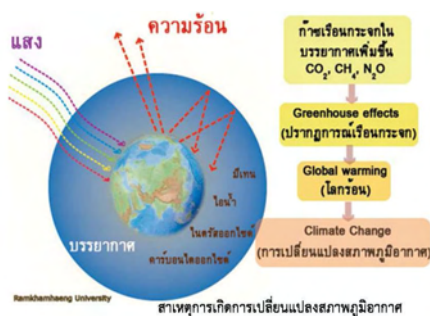 แสง
ความร้อน
มีเทน
ไอน้ำ
ไนตรัสออกไซด์
คาร์บอนไดออกไซด์
บรรยากาศ
Ramkhamhaeng University
ก๊าซเรือนกระจกใน
บรรยากาศเพิ่มขึ้น
CO₂, CH₄, N₂O
Greenhouse effects
(ปรากฏการณ์เรือนกระจก)
Global warming
(โลกร้อน)
Climate Change
(การเปลี่ยนแปลงสภาพภูมิอากาศ)
สาเหตุการเกิดการเปลี่ยนแปลงสภาพภูมิอากาศ